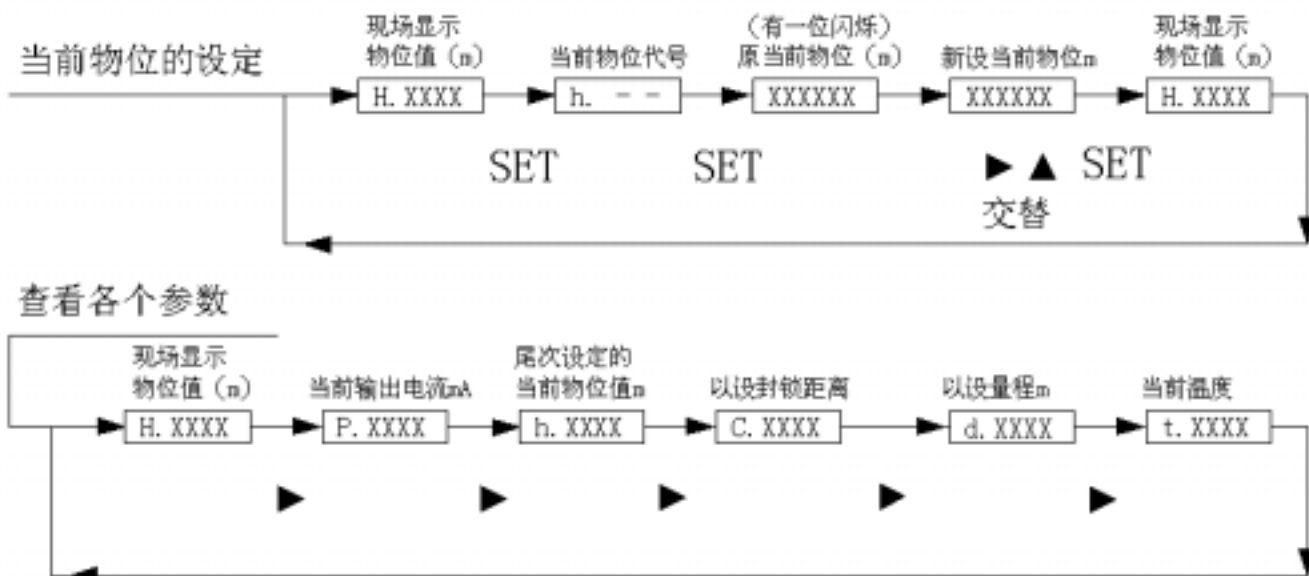 当前物位的设定
现场显示
物位值（m）
当前物位代号
（有一位闪烁）
原当前物位（m）
新设当前物位m
现场显示
物位值（m）
H.XXXX
h. - -
XXXXXX
XXXXXX
H.XXXX
SET
SET
SET
交替
查看各个参数
现场显示
物位值（m）
当前输出电流mA
尾次设定的
当前物位值m
以设封锁距离
以设量程m
当前温度
H.XXXX
P.XXXX
h.XXXX
C.XXXX
d.XXXX
t.XXXX